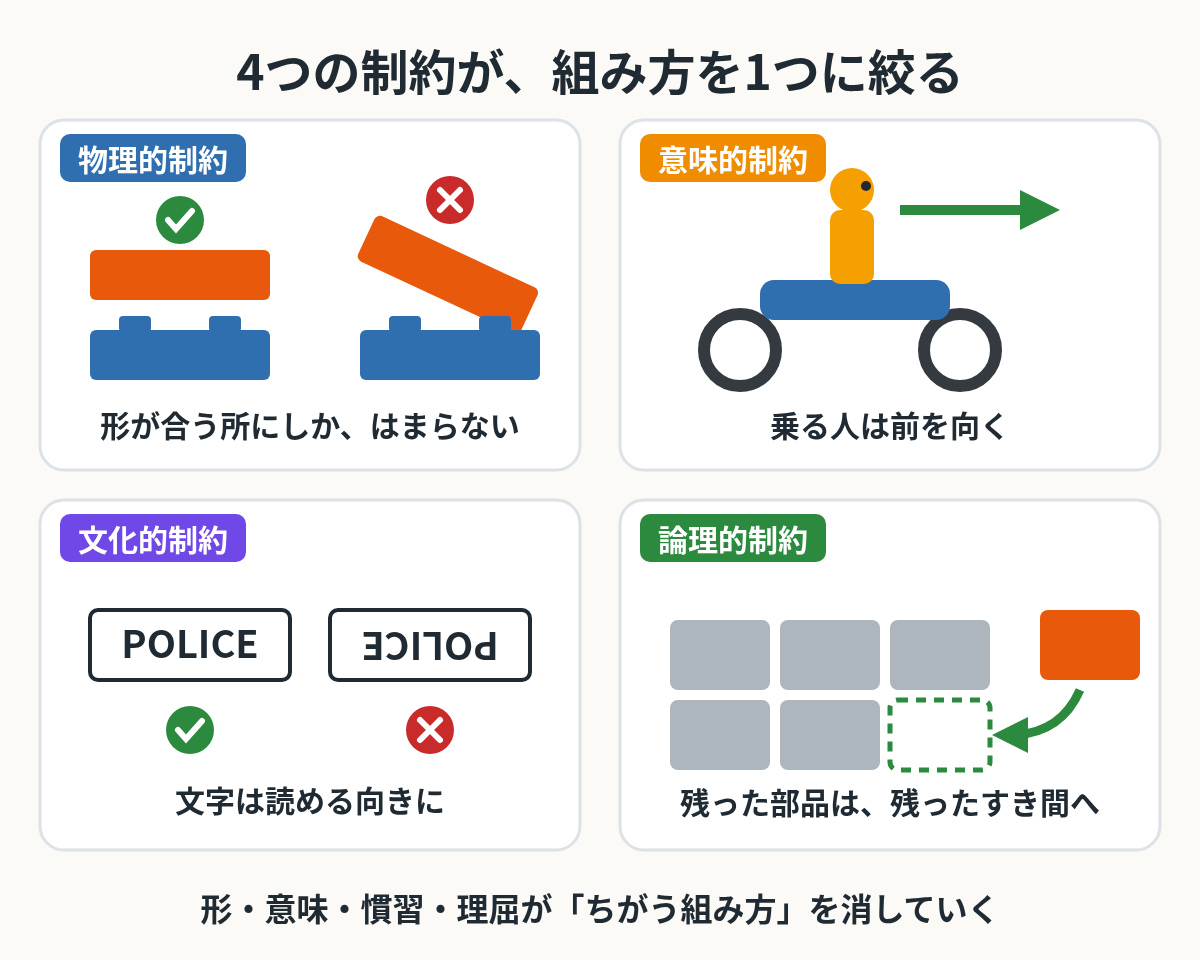 4つの制約が、組み方を1つに絞る
物理的制約
形が合う所にしか、はまらない
意味的制約
乗る人は前を向く
文化的制約
POLICE
POLICE
文字は読める向きに
論理的制約
残った部品は、残ったすき間へ
形・意味・慣習・理屈が「ちがう組み方」を消していく